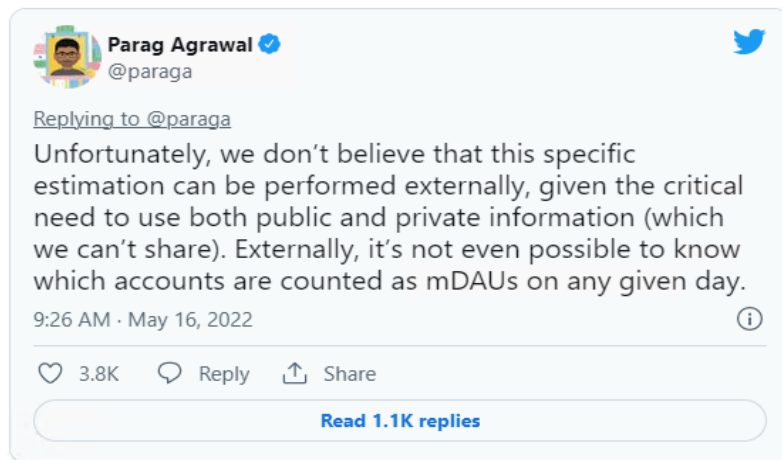 Parag Agrawal
@paraga
Replying to @paraga
Unfortunately, we don’t believe that this specific
estimation can be performed externally, given the critical
need to use both public and private information (which
we can’t share). Externally, it’s not even possible to know
which accounts are counted as mDAUs on any given day.
9:26 AM · May 16, 2022
3.8K Reply Share
Read 1.1K replies